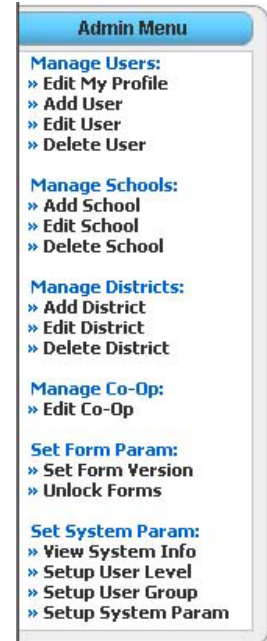 Admin Menu
Manage Users:
» Edit My Profile
» Add User
» Edit User
» Delete User
Manage Schools:
» Add School
» Edit School
» Delete School
Manage Districts:
» Add District
» Edit District
» Delete District
Manage Co-Op:
» Edit Co-Op
Set Form Param:
» Set Form Version
» Unlock Forms
Set System Param:
» View System Info
» Setup User Level
» Setup User Group
» Setup System Param